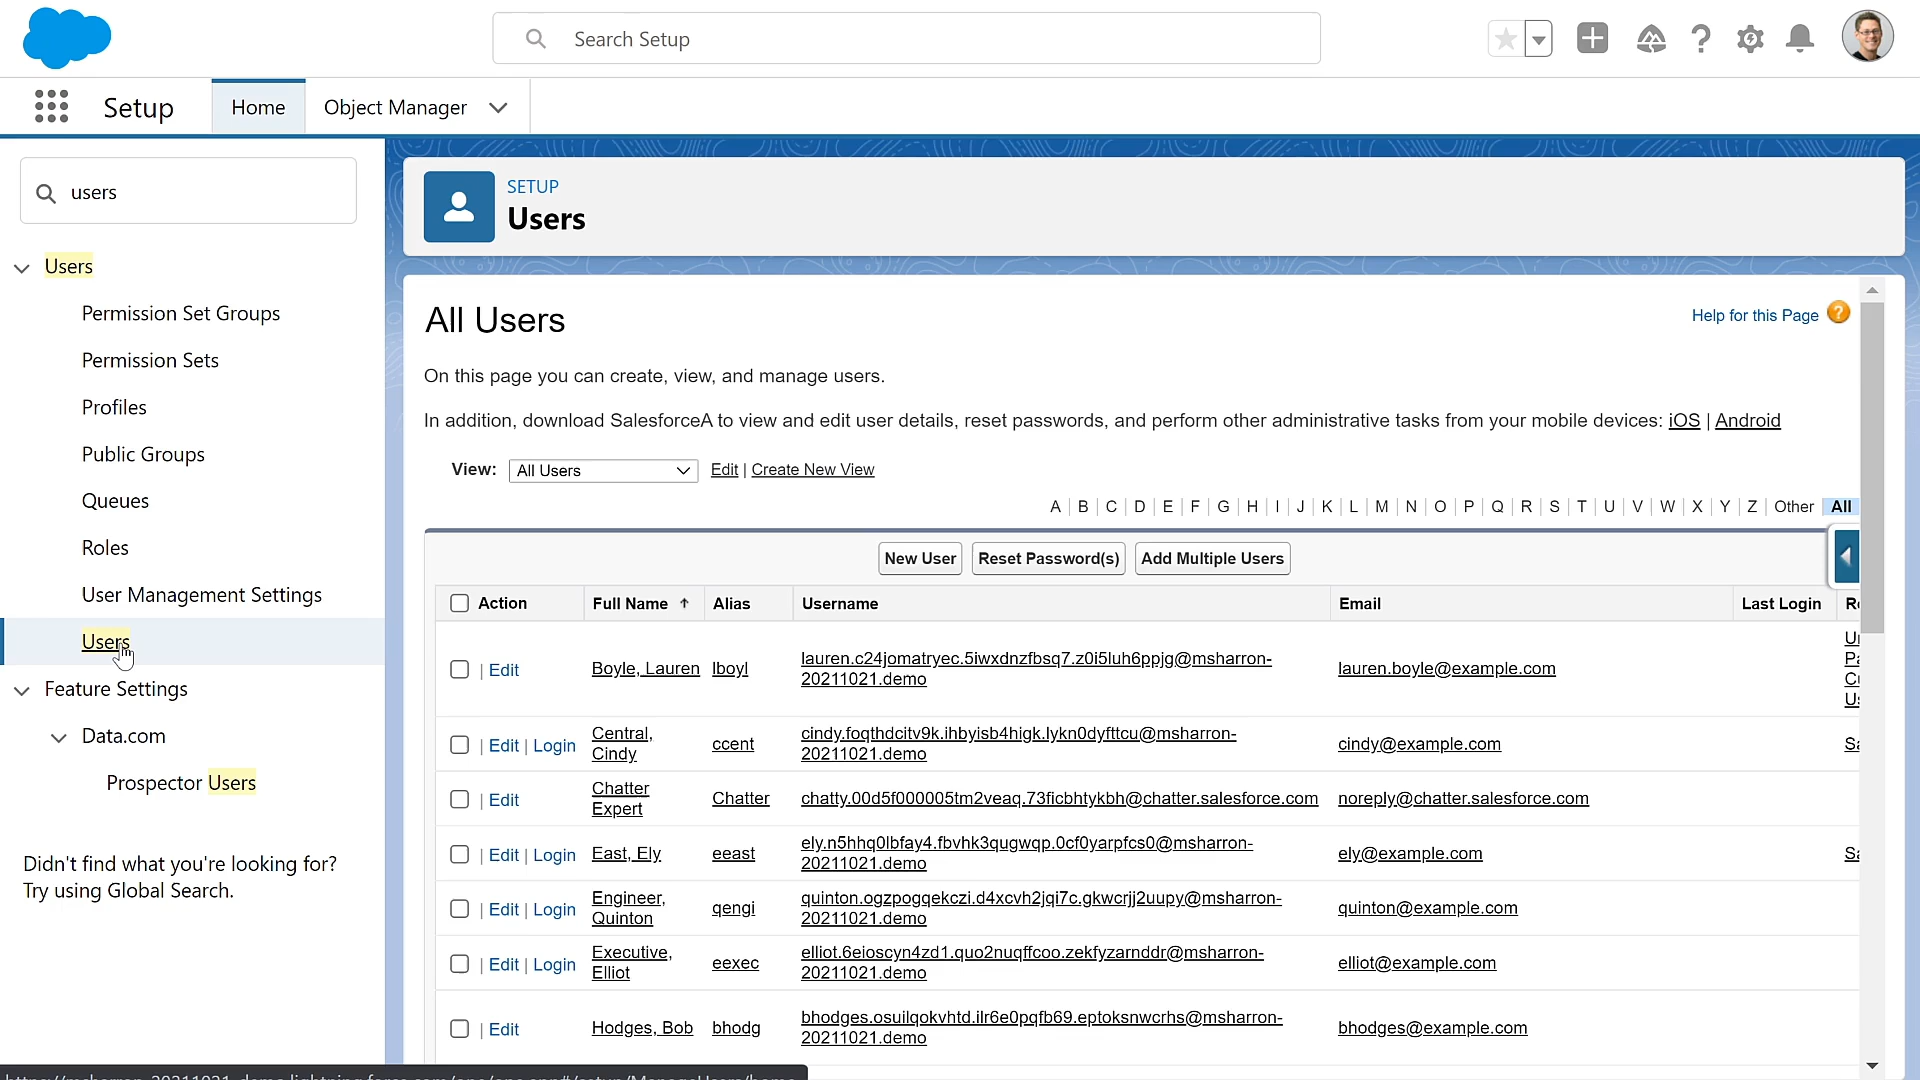 Search Setup
Setup
Home
Object Manager
users
Users
Permission Set Groups
Permission Sets
Profiles
Public Groups
Queues
Roles
User Management Settings
Users
Feature Settings
Data.com
Prospector Users
Didn't find what you're looking for?
Try using Global Search.
SETUP
Users
All Users
Help for this Page ?
On this page you can create, view, and manage users.
In addition, download SalesforceA to view and edit user details, reset passwords, and perform other administrative tasks from your mobile devices: iOS | Android
View: All Users Edit | Create New View
A | B | C | D | E | F | G | H | I | J | K | L | M | N | O | P | Q | R | S | T | U | V | W | X | Y | Z | Other | All
New User Reset Password(s) Add Multiple Users
Action Full Name Alias Username Email Last Login
| Edit Boyle, Lauren lboyl lauren.c24jomatryec.5iwxdnzfbsq7.z0i5luh6ppjg@msharron-
20211021.demo lauren.boyle@example.com
| Edit | Login Central,
Cindy ccent cindy.foqthdcitv9k.ihbyisb4higk.lykn0dyfttcu@msharron-
20211021.demo cindy@example.com
| Edit Chatter
Expert Chatter chatty.00d5f000005tm2veaq.73ficbhtykbh@chatter.salesforce.com noreply@chatter.salesforce.com
| Edit | Login East, Ely eeast ely.n5hhq0lbfay4.fbvhk3qugwqp.0cf0yarpfcs0@msharron-
20211021.demo ely@example.com
| Edit | Login Engineer,
Quinton qengi quinton.ogzpogqekczi.d4xcvh2jqi7c.gkwcrjj2uupy@msharron-
20211021.demo quinton@example.com
| Edit | Login Executive,
Elliot eexec elliot.6eioscyn4zd1.quo2nuqffcoo.zekfyzarnddr@msharron-
20211021.demo elliot@example.com
| Edit Hodges, Bob bhodg bhodges.osuilqokvhtd.ilr6e0pqfb69.eptoksnwcrhs@msharron-
20211021.demo bhodges@example.com